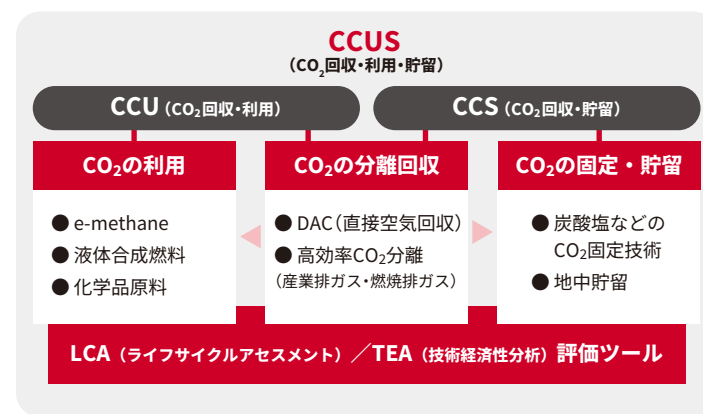 CCUS
（CO₂回収・利用・貯留）
CCU（CO₂回収・利用）
CCS（CO₂回収・貯留）
CO₂の利用
● e-methane
● 液体合成燃料
● 化学品原料
CO₂の分離回収
● DAC（直接空気回収）
● 高効率CO₂分離
（産業排ガス・燃焼排ガス）
CO₂の固定・貯留
● 炭酸塩などの
CO₂固定技術
● 地中貯留
LCA（ライフサイクルアセスメント）／TEA（技術経済性分析）評価ツール